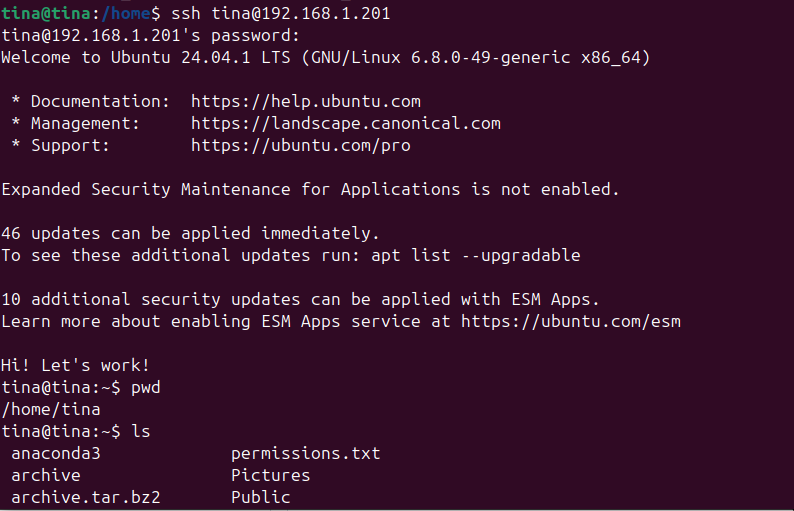 tina@tina:/home$ ssh tina@192.168.1.201
tina@192.168.1.201's password:
Welcome to Ubuntu 24.04.1 LTS (GNU/Linux 6.8.0-49-generic x86_64)
* Documentation:  https://help.ubuntu.com
* Management:     https://landscape.canonical.com
* Support:        https://ubuntu.com/pro
Expanded Security Maintenance for Applications is not enabled.
46 updates can be applied immediately.
To see these additional updates run: apt list --upgradable
10 additional security updates can be applied with ESM Apps.
Learn more about enabling ESM Apps service at https://ubuntu.com/esm
Hi! Let's work!
tina@tina:~$ pwd
/home/tina
tina@tina:~$ ls
anaconda3             permissions.txt
archive               Pictures
archive.tar.bz2       Public